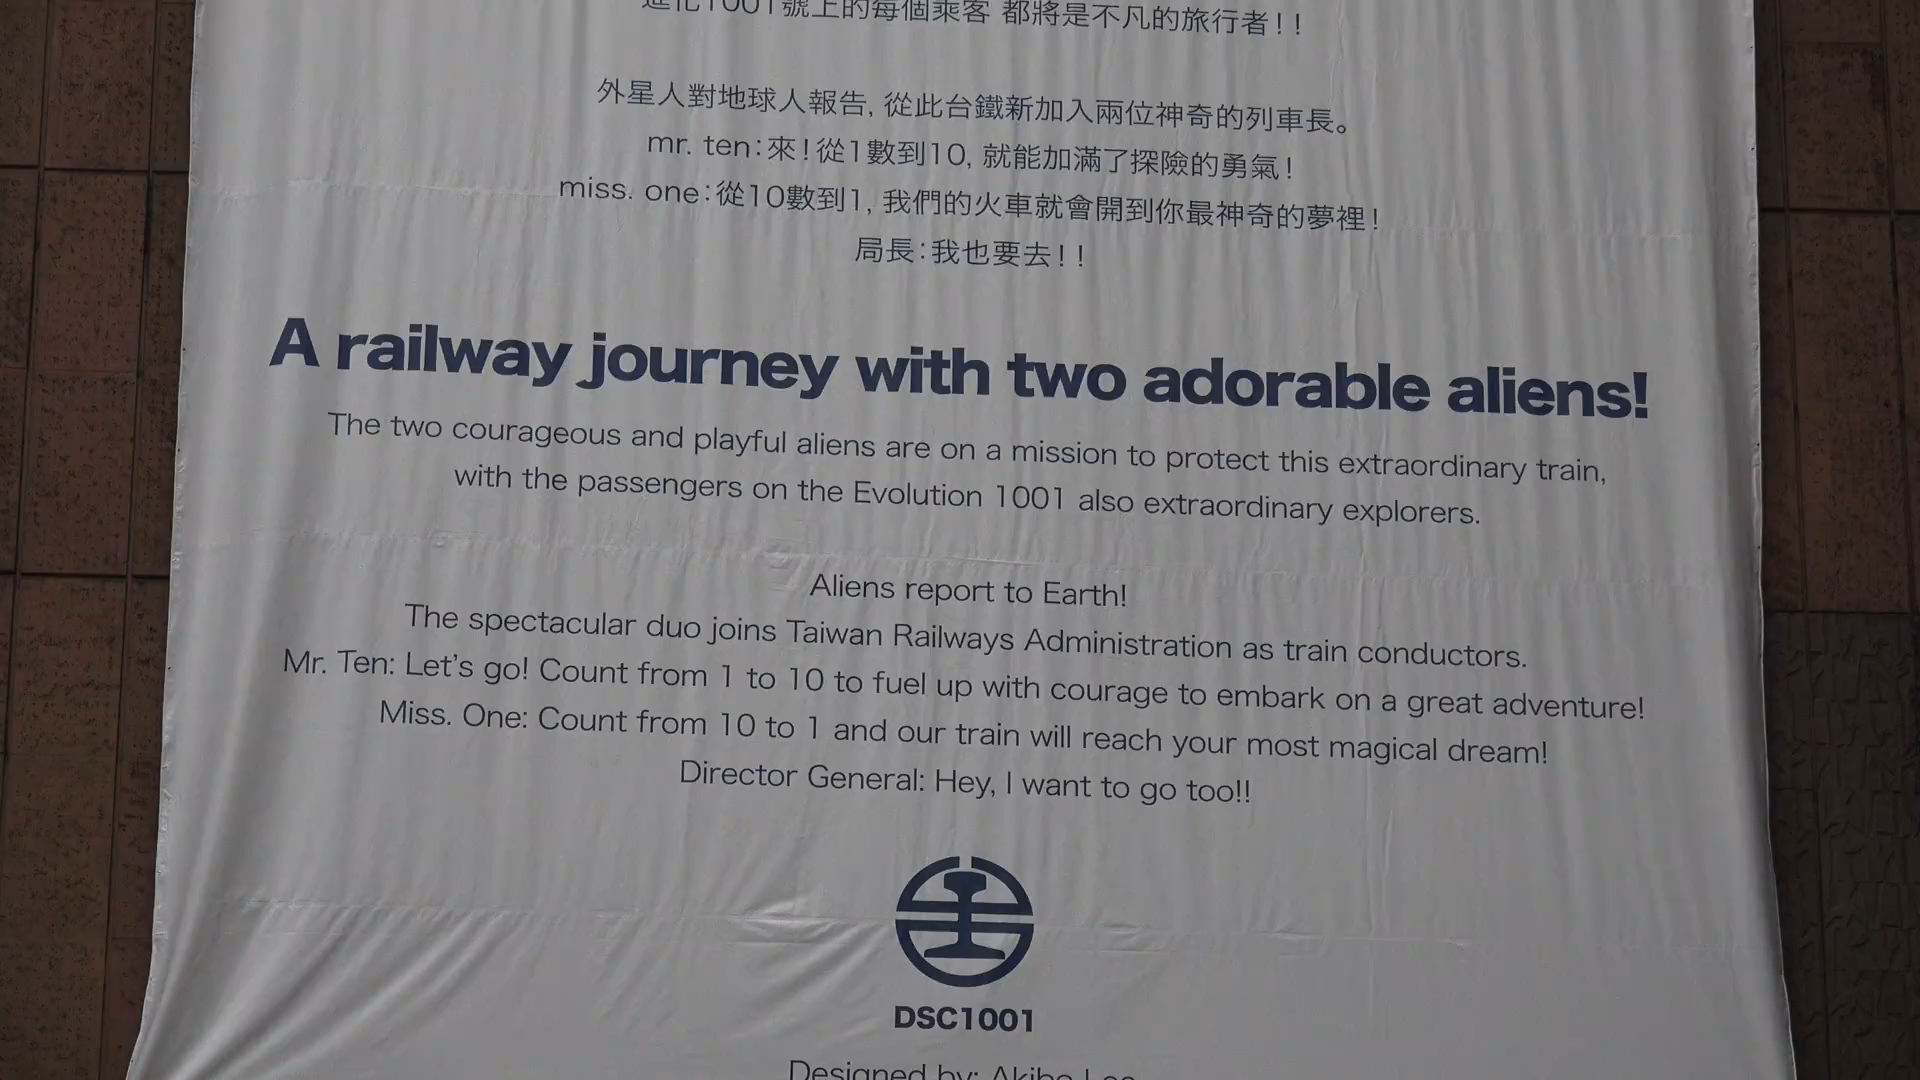 進化1001號上的每個乘客 都將是不凡的旅行者!!
外星人對地球人報告, 從此台鐵新加入兩位神奇的列車長。
mr. ten:來!從1數到10, 就能加滿了探險的勇氣!
miss. one:從10數到1, 我們的火車就會開到你最神奇的夢裡!
局長:我也要去!!
A railway journey with two adorable aliens!
The two courageous and playful aliens are on a mission to protect this extraordinary train,
with the passengers on the Evolution 1001 also extraordinary explorers.
Aliens report to Earth!
The spectacular duo joins Taiwan Railways Administration as train conductors.
Mr. Ten: Let's go! Count from 1 to 10 to fuel up with courage to embark on a great adventure!
Miss. One: Count from 10 to 1 and our train will reach your most magical dream!
Director General: Hey, I want to go too!!
DSC1001
Designed by: Akibo Lee